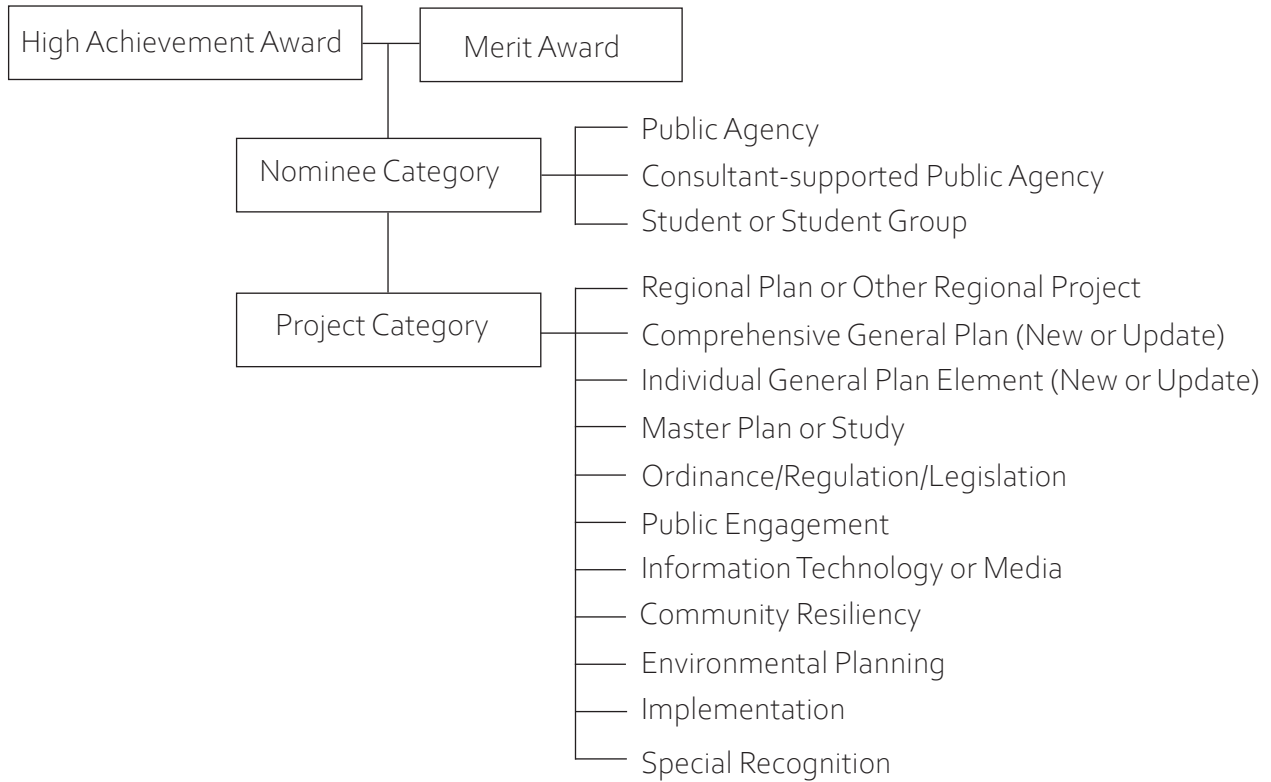 High Achievement Award
Merit Award
Nominee Category
Public Agency
Consultant-supported Public Agency
Student or Student Group
Project Category
Regional Plan or Other Regional Project
Comprehensive General Plan (New or Update)
Individual General Plan Element (New or Update)
Master Plan or Study
Ordinance/Regulation/Legislation
Public Engagement
Information Technology or Media
Community Resiliency
Environmental Planning
Implementation
Special Recognition